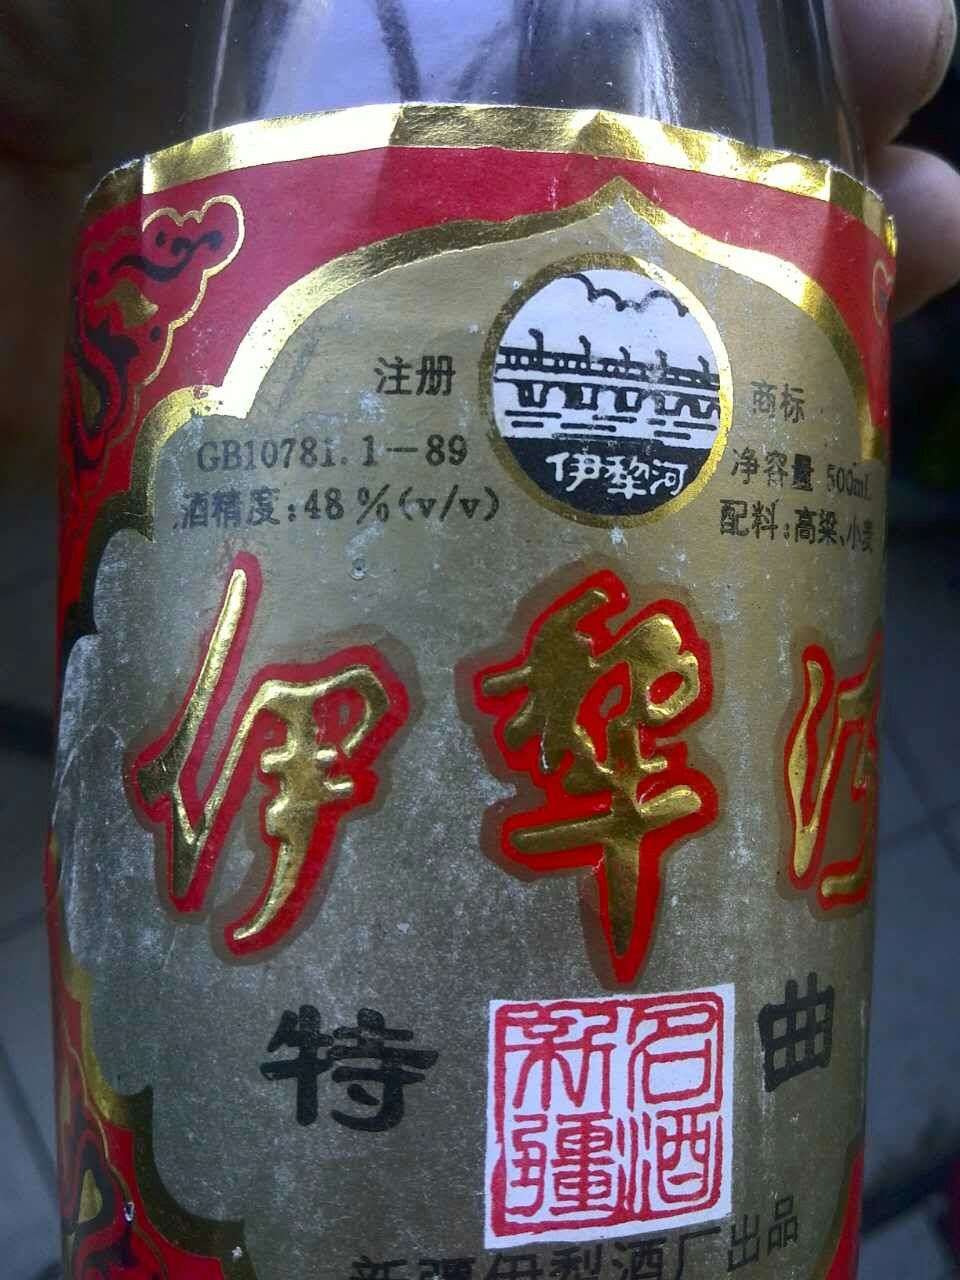 注册 商标
GB10781.1—89
酒精度:48%(v/v)
净容量 500mL
配料:高梁、小麦
伊犁河
伊犁河
特曲
新疆名酒
新疆伊犁酒厂出品